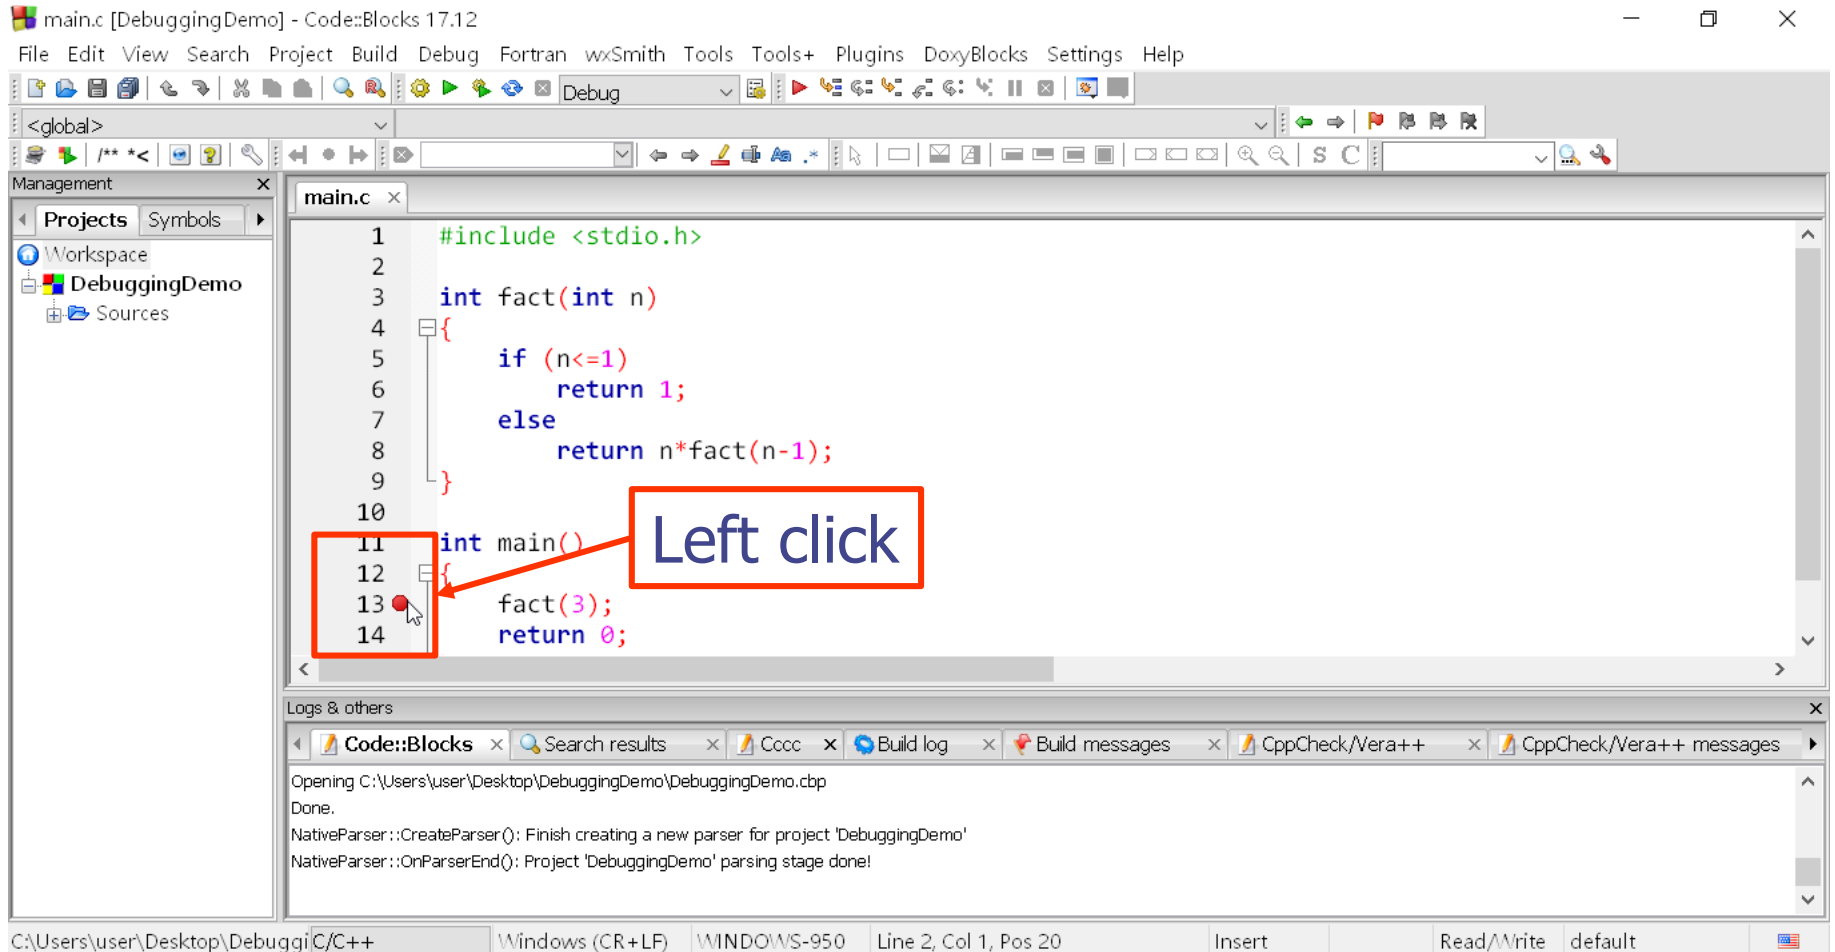 main.c [DebuggingDemo] - Code::Blocks 17.12
File Edit View Search Project Build Debug Fortran wxSmith Tools Tools+ Plugins DoxyBlocks Settings Help
Debug
<global>
/** *<
S C
Management
Projects Symbols
Workspace
DebuggingDemo
Sources
main.c
1 #include <stdio.h>
2
3 int fact(int n)
4 {
5 if (n<=1)
6 return 1;
7 else
8 return n*fact(n-1);
9 }
10
11 int main()
12 {
13 fact(3);
14 return 0;
Left click
Logs & others
Code::Blocks Search results Cccc Build log Build messages CppCheck/Vera++ CppCheck/Vera++ messages
Opening C:\Users\user\Desktop\DebuggingDemo\DebuggingDemo.cbp
Done.
NativeParser::CreateParser(): Finish creating a new parser for project 'DebuggingDemo'
NativeParser::OnParserEnd(): Project 'DebuggingDemo' parsing stage done!
C:\Users\user\Desktop\Debuggi C/C++ Windows (CR+LF) WINDOWS-950 Line 2, Col 1, Pos 20 Insert Read/Write default